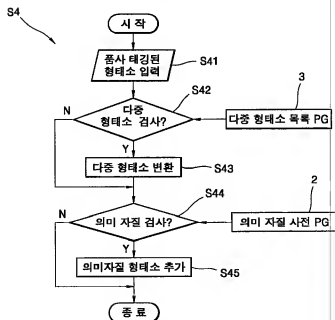 S4
시 작
품사 태깅된
형태소 입력
S41
S42
N
다중
형태소 검사?
3
다중 형태소 목록 PG
Y
다중 형태소 변환
S43
S44
2
N
의미 자질 검사?
의미 자질 사전 PG
Y
의미자질 형태소 추가
S45
종 료